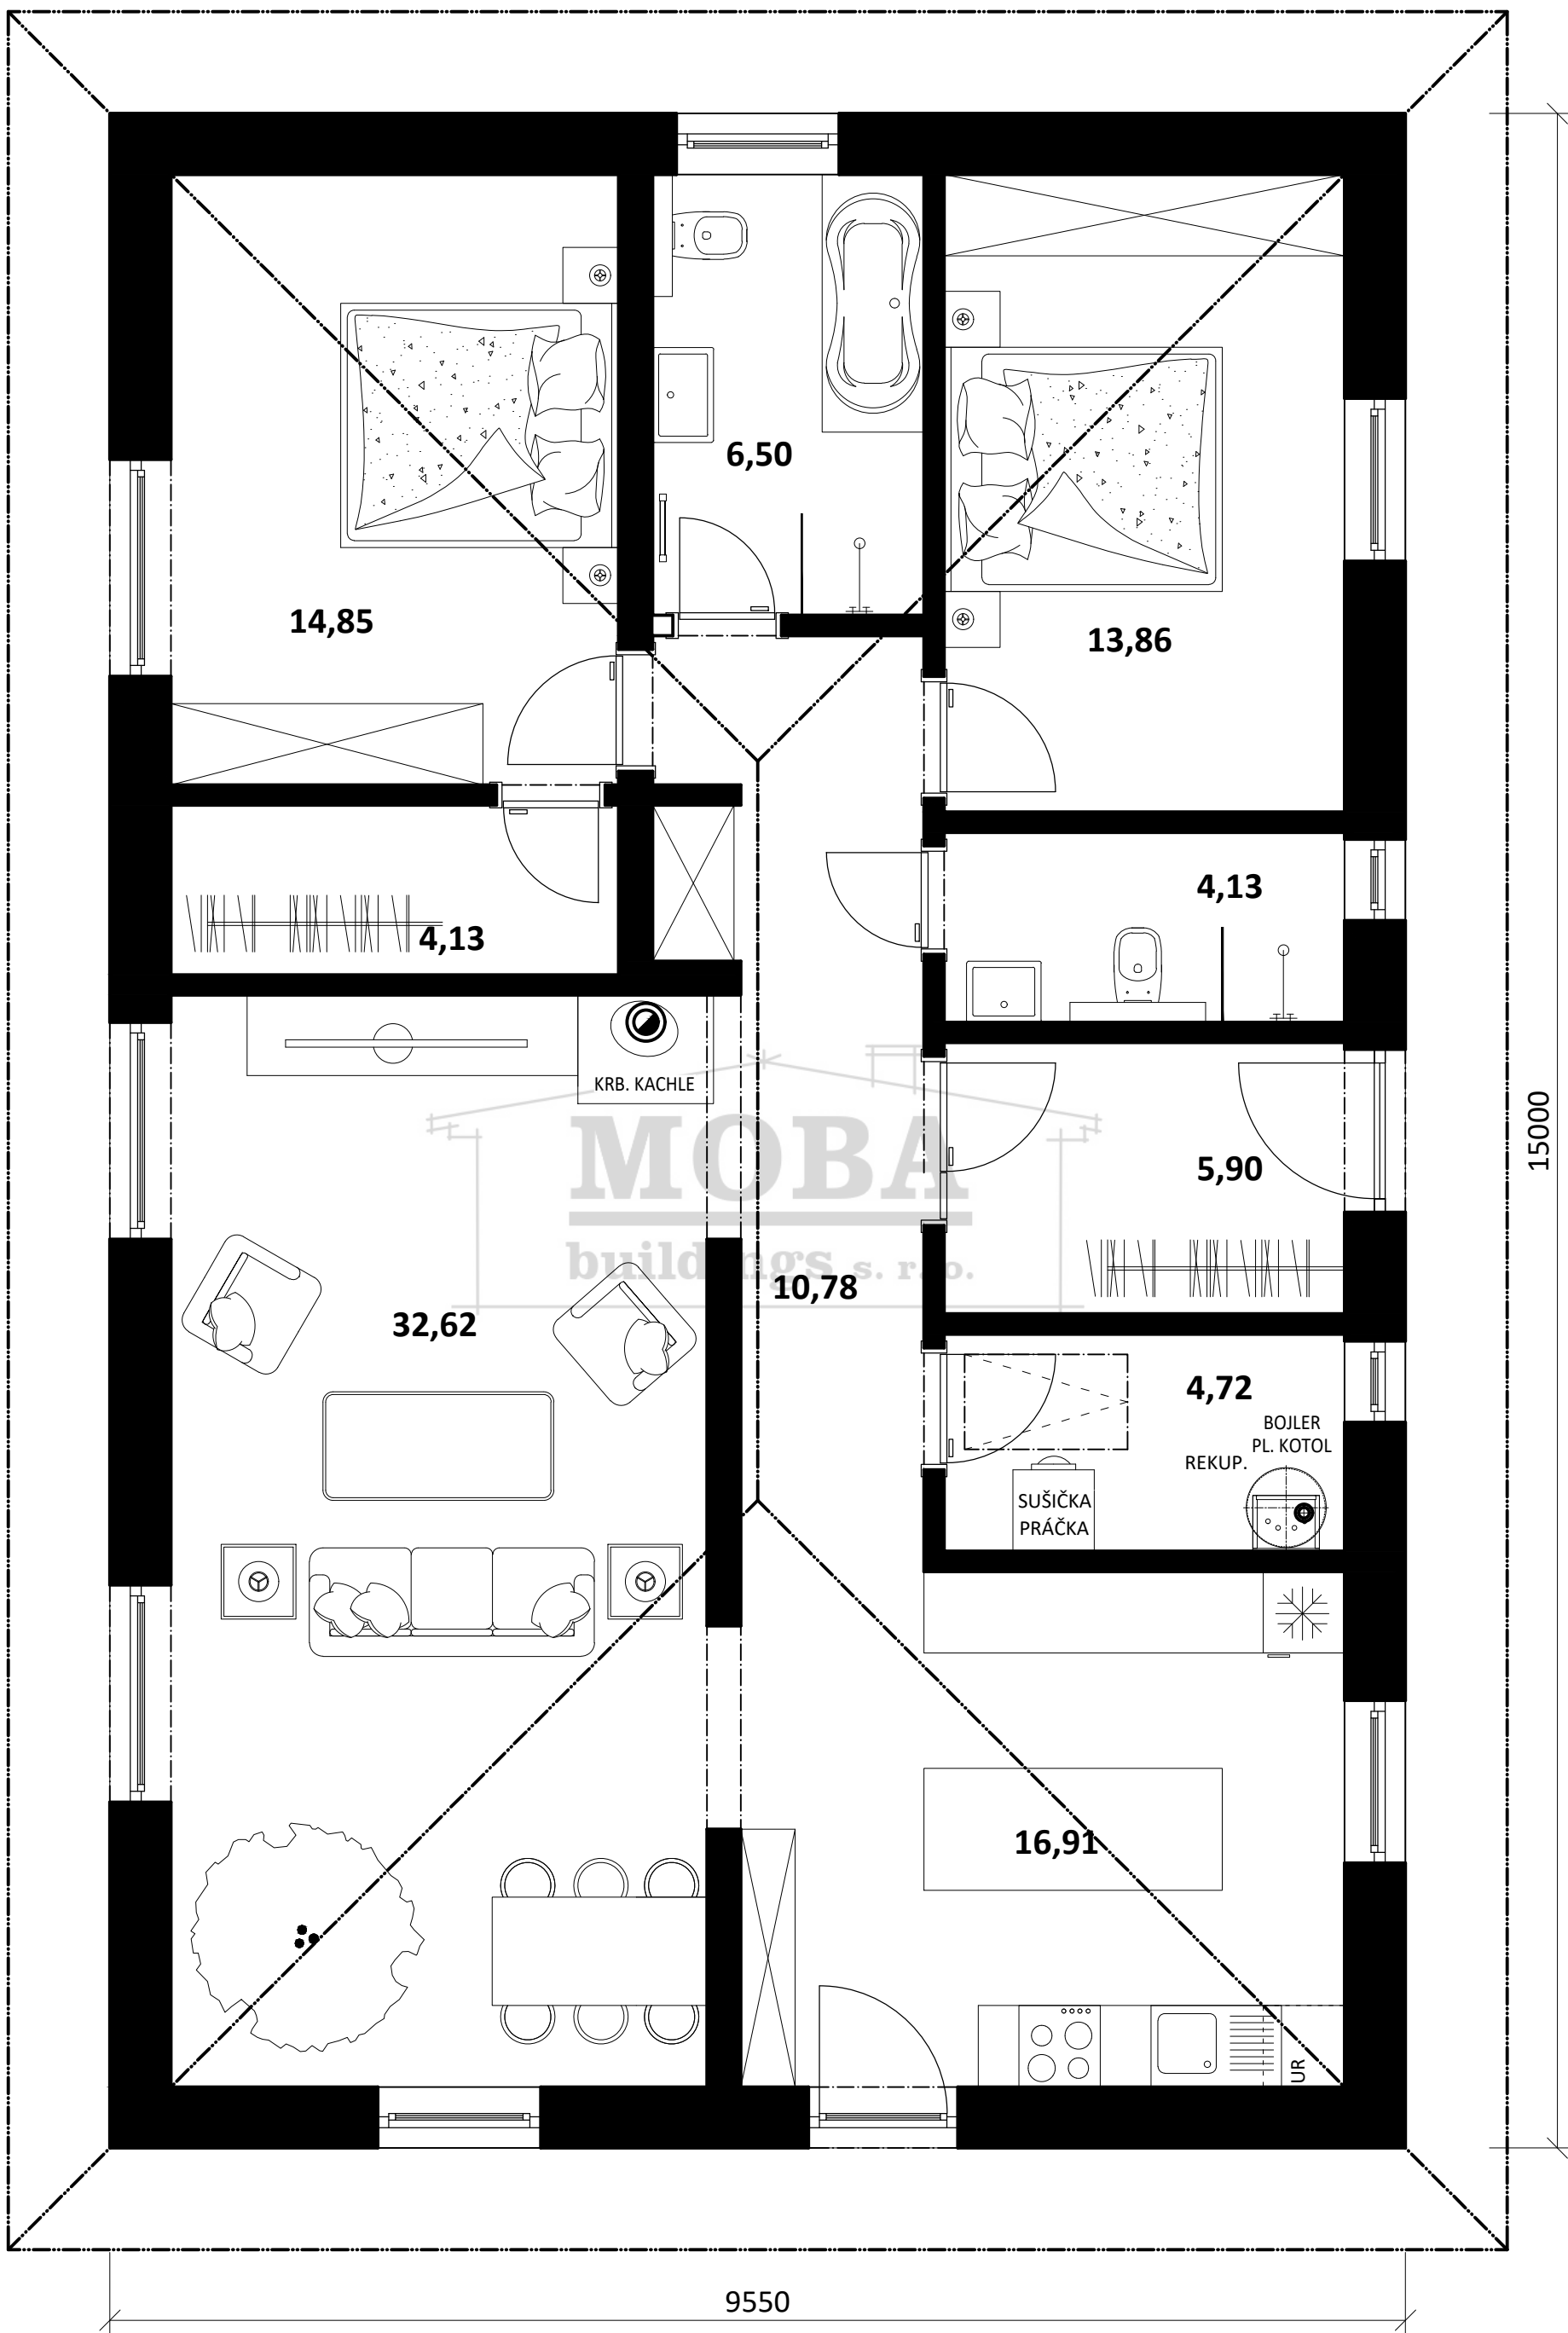 6,50
14,85
13,86
4,13
4,13
KRB. KACHLE
MOBA
buildings s. r.o.
15000
5,90
10,78
32,62
4,72
BOJLER
PL. KOTOL
REKUP.
SUŠIČKA
PRÁČKA
16,91
UR
9550